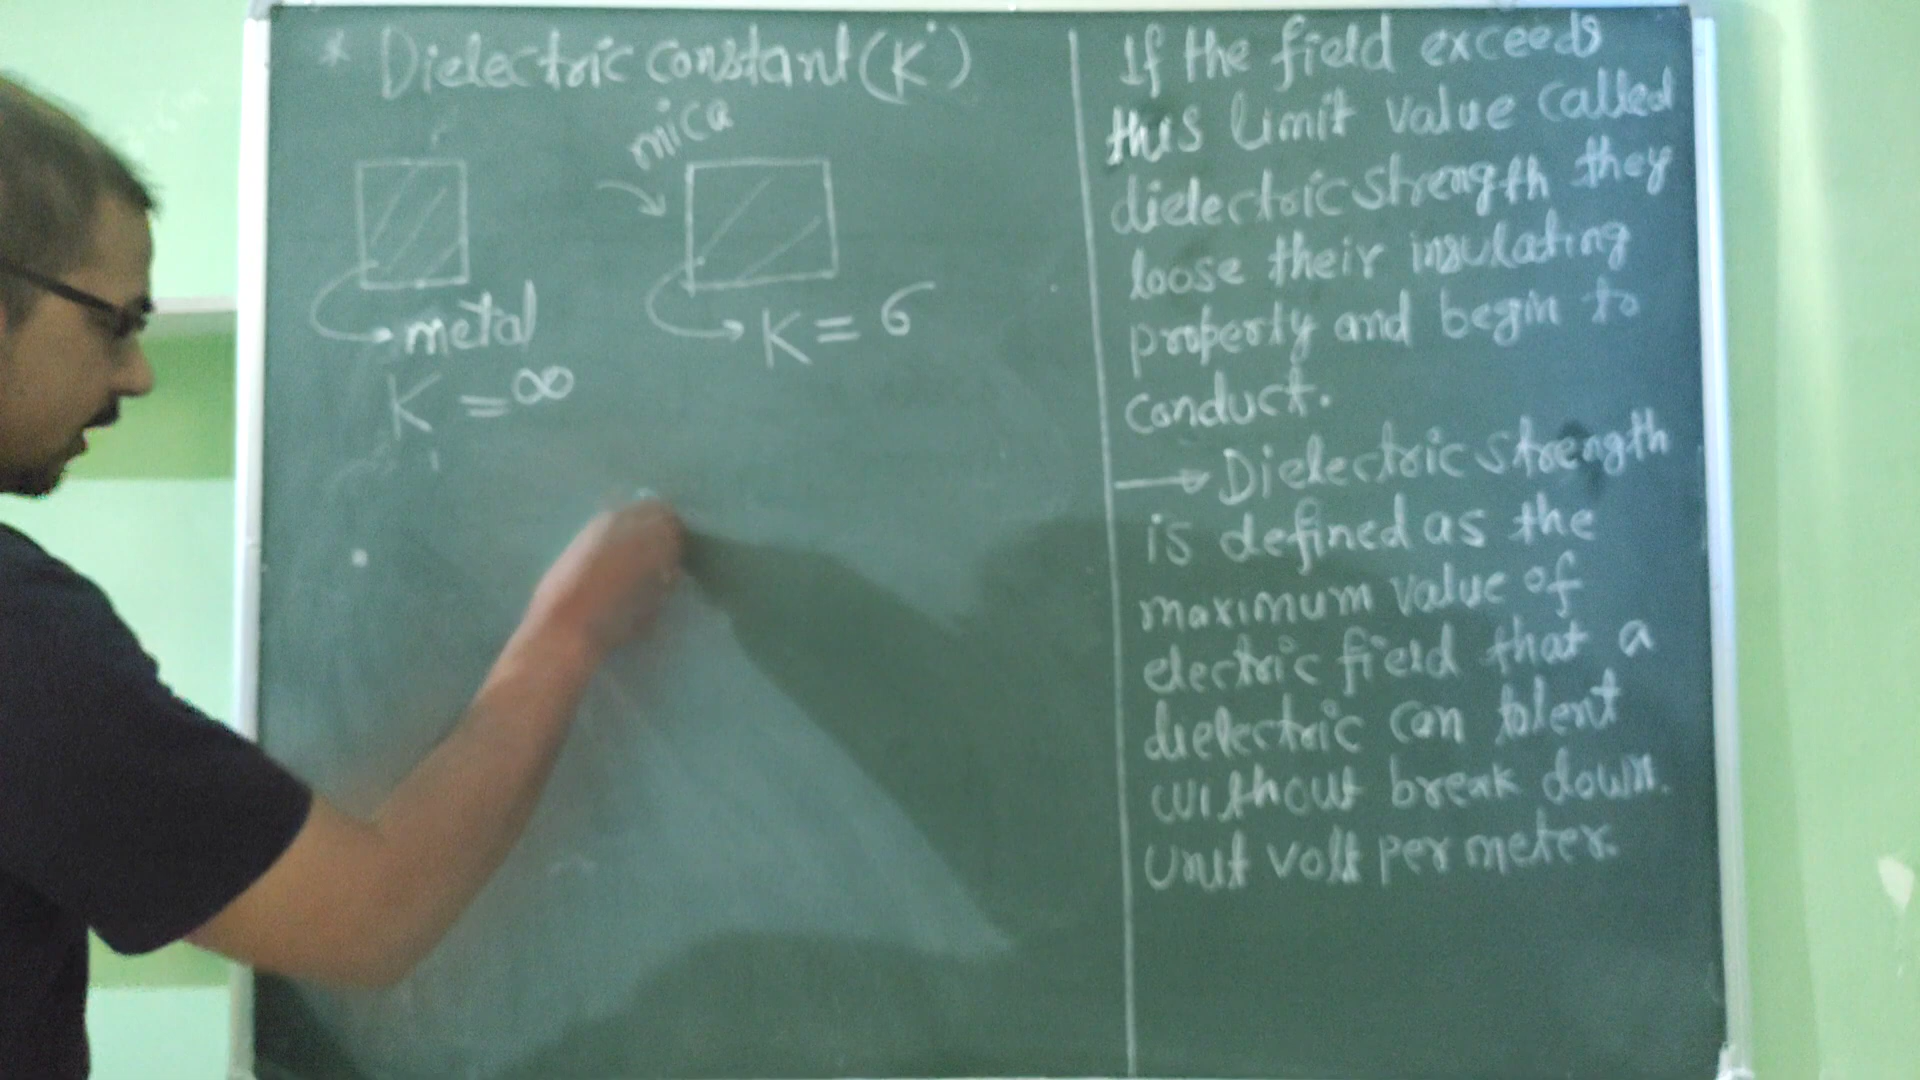 * Dielectric constant (K)
mica
metal
K = ∞
K = 6
If the field exceeds
this limit value called
dielectric strength they
loose their insulating
property and begin to
conduct.
→ Dielectric strength
is defined as the
maximum value of
electric field that a
dielectric can
without break down.
Unit volt per meter.